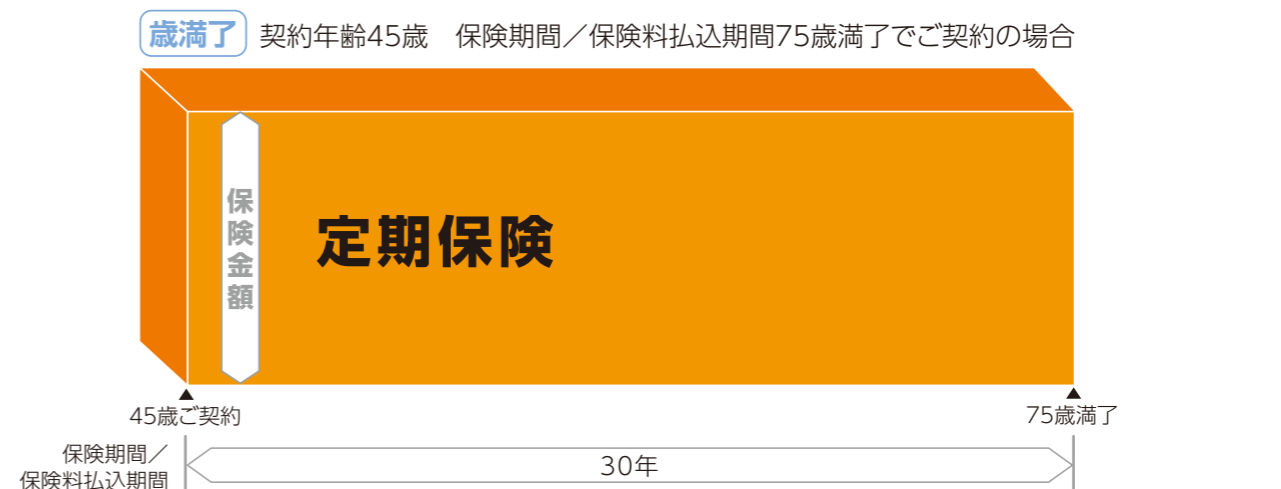 歳満了 契約年齢45歳　保険期間／保険料払込期間75歳満了でご契約の場合
保険金額
定期保険
45歳ご契約
75歳満了
保険期間／
保険料払込期間
30年